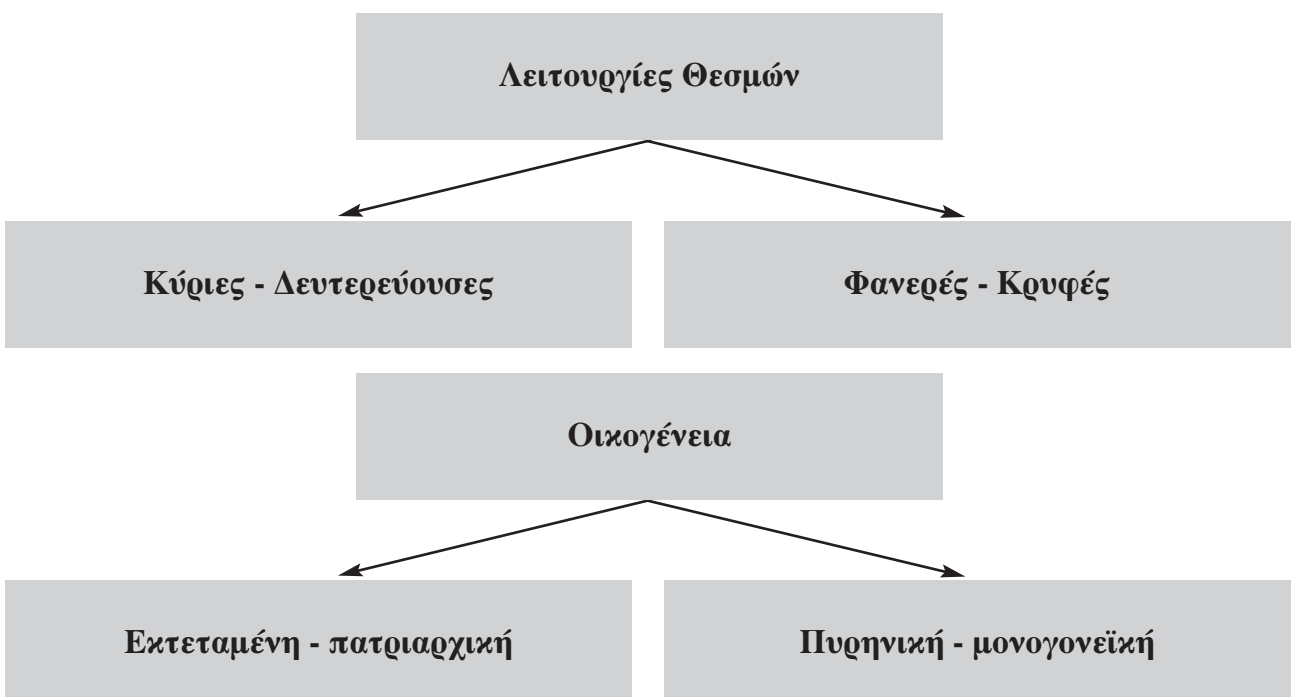 Λειτουργίες Θεσμών
Κύριες - Δευτερεύουσες
Φανερές - Κρυφές
Οικογένεια
Εκτεταμένη - πατριαρχική
Πυρηνική - μονογονεϊκή